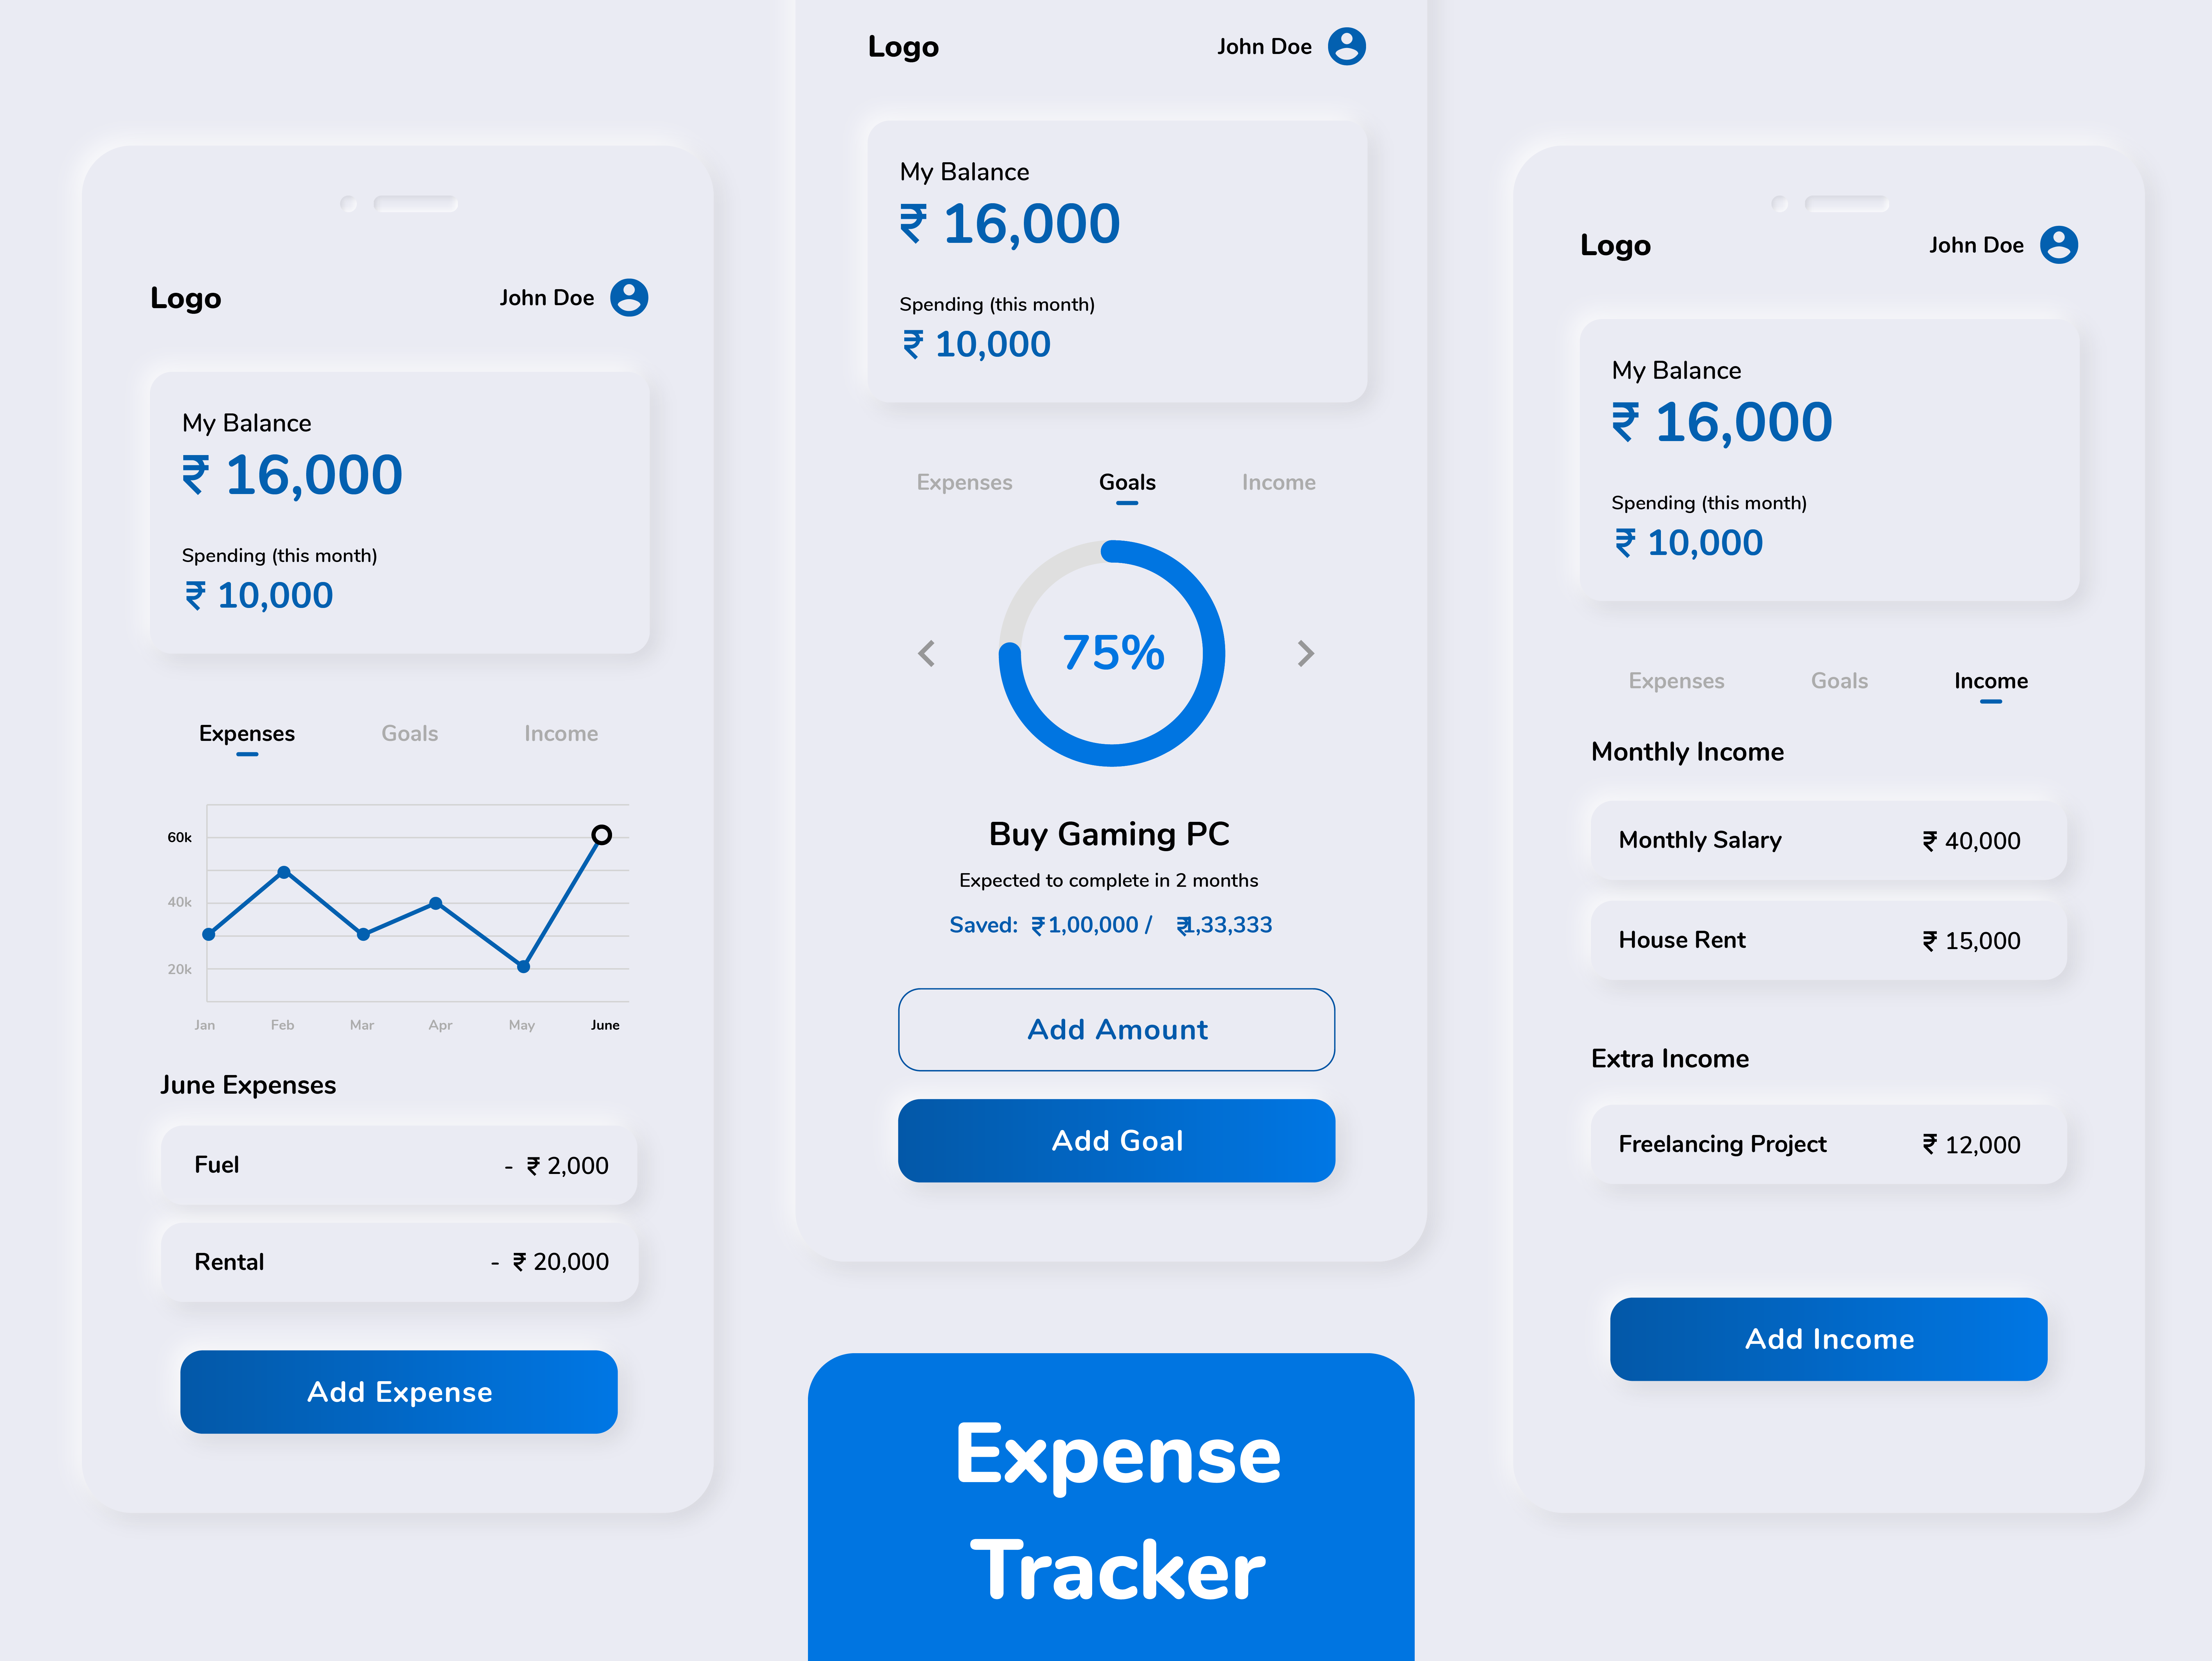 Logo
John Doe
My Balance
₹ 16,000
Spending (this month)
₹ 10,000
Expenses Goals Income
60k
40k
20k
Jan Feb Mar Apr May June
June Expenses
Fuel - ₹ 2,000
Rental - ₹ 20,000
Add Expense
Logo
John Doe
My Balance
₹ 16,000
Spending (this month)
₹ 10,000
Expenses Goals Income
75%
Buy Gaming PC
Expected to complete in 2 months
Saved: ₹ 1,00,000 / ₹1,33,333
Add Amount
Add Goal
Expense
Tracker
Logo
John Doe
My Balance
₹ 16,000
Spending (this month)
₹ 10,000
Expenses Goals Income
Monthly Income
Monthly Salary ₹ 40,000
House Rent ₹ 15,000
Extra Income
Freelancing Project ₹ 12,000
Add Income